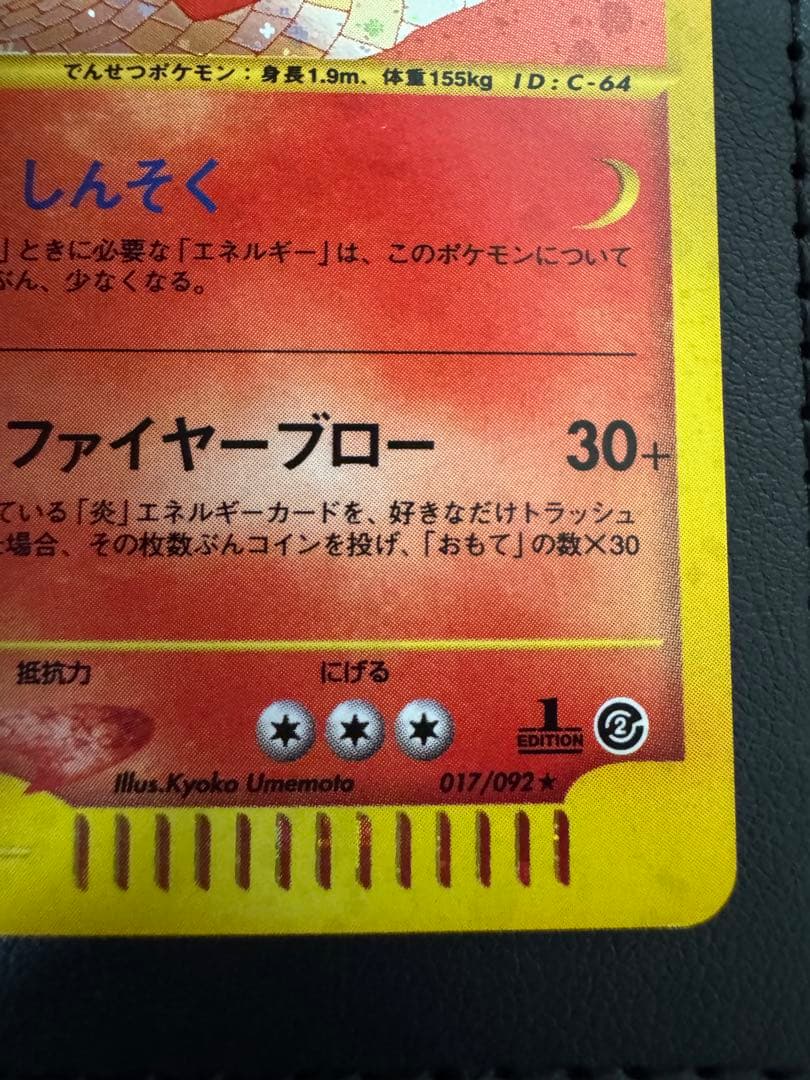 でんせつポケモン：身長1.9m、体重155kg ID:C-64
しんそく
」ときに必要な「エネルギー」は、このポケモンについて
ぶん、少なくなる。
ファイヤーブロー 30+
ている「炎」エネルギーカードを、好きなだけトラッシュ
場合、その枚数ぶんコインを投げ、「おもて」の数×30
抵抗力 にげる
1 EDITION 2
Illus.Kyoko Umemoto 017/092★